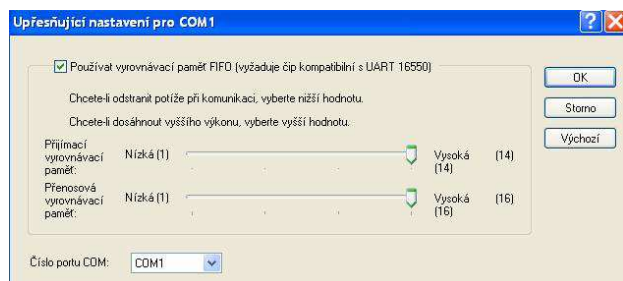 Upřesňující nastavení pro COM1
Používat vyrovnávací paměť FIFO (vyžaduje čip kompatibilní s UART 16550)
OK
Chcete-li odstranit potíže při komunikaci, vyberte nižší hodnotu.
Storno
Chcete-li dosáhnout vyššího výkonu, vyberte vyšší hodnotu.
Výchozí
Přijímací
vyrovnávací
paměť:
Nízká (1)
Vysoká
(14)
(14)
Přenosová
vyrovnávací
paměť:
Nízká (1)
Vysoká
(16)
(16)
Číslo portu COM:
COM1